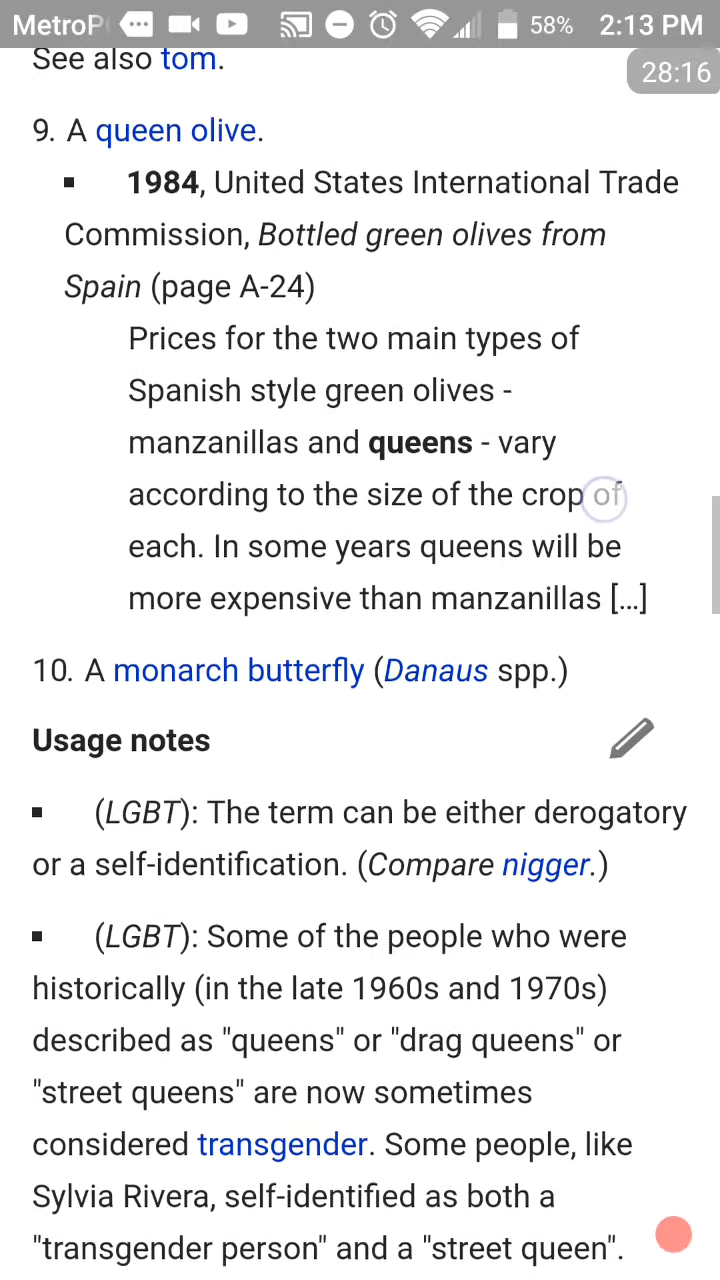 MetroP 58% 2:13 PM
See also tom.
28:16
9. A queen olive.
▪ 1984, United States International Trade
Commission, Bottled green olives from
Spain (page A-24)
Prices for the two main types of
Spanish style green olives -
manzanillas and queens - vary
according to the size of the crop of
each. In some years queens will be
more expensive than manzanillas [...]
10. A monarch butterfly (Danaus spp.)
Usage notes
▪ (LGBT): The term can be either derogatory
or a self-identification. (Compare nigger.)
▪ (LGBT): Some of the people who were
historically (in the late 1960s and 1970s)
described as "queens" or "drag queens" or
"street queens" are now sometimes
considered transgender. Some people, like
Sylvia Rivera, self-identified as both a
"transgender person" and a "street queen".